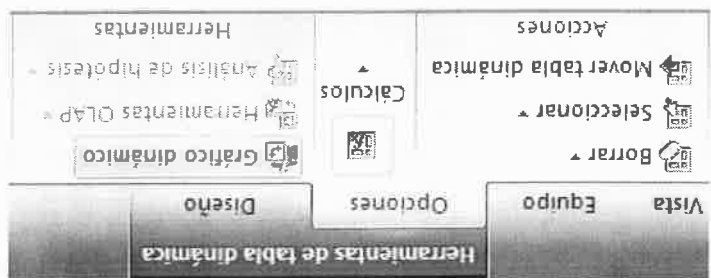 Herramientas de tabla dinámica
Vista Equipo Opciones Diseño
Borrar
Seleccionar
Mover tabla dinámica
Acciones
Cálculos
Gráfico dinámico
Herramientas OLAP
Análisis de hipótesis
Herramientas